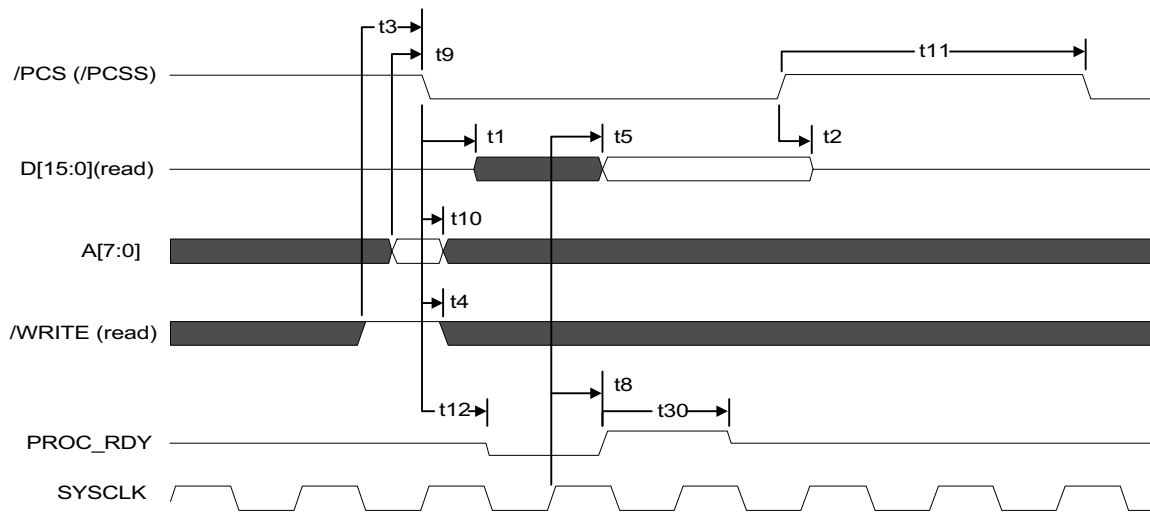 t3
t9
/PCS (/PCSS)
t11
t1
t5
t2
D[15:0](read)
t10
A[7:0]
t4
/WRITE (read)
t8
t12
t30
PROC_RDY
SYSCLK